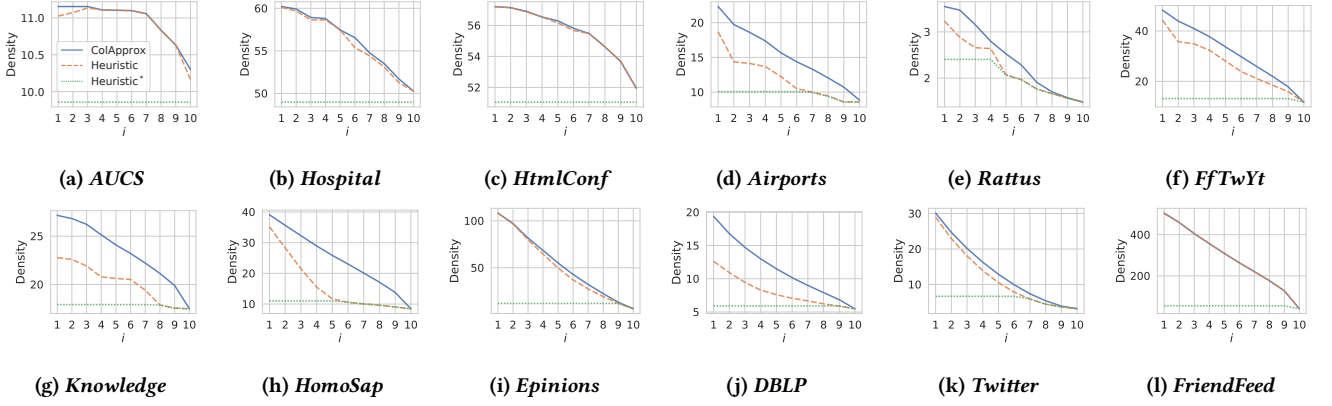 Density
11.0
10.5
10.0
ColApprox
Heuristic
Heuristic*
1 2 3 4 5 6 7 8 9 10
i
(a) AUCS
Density
60
55
50
1 2 3 4 5 6 7 8 9 10
i
(b) Hospital
Density
56
54
52
51
1 2 3 4 5 6 7 8 9 10
i
(c) HtmlConf
Density
20
15
10
1 2 3 4 5 6 7 8 9 10
i
(d) Airports
Density
3
2
1 2 3 4 5 6 7 8 9 10
i
(e) Rattus
Density
40
20
1 2 3 4 5 6 7 8 9 10
i
(f) FfTwYt
Density
25
20
1 2 3 4 5 6 7 8 9 10
i
(g) Knowledge
Density
40
30
20
10
1 2 3 4 5 6 7 8 9 10
i
(h) HomoSap
Density
100
50
1 2 3 4 5 6 7 8 9 10
i
(i) Epinions
Density
20
15
10
5
1 2 3 4 5 6 7 8 9 10
i
(j) DBLP
Density
30
20
10
1 2 3 4 5 6 7 8 9 10
i
(k) Twitter
Density
400
200
1 2 3 4 5 6 7 8 9 10
i
(l) FriendFeed